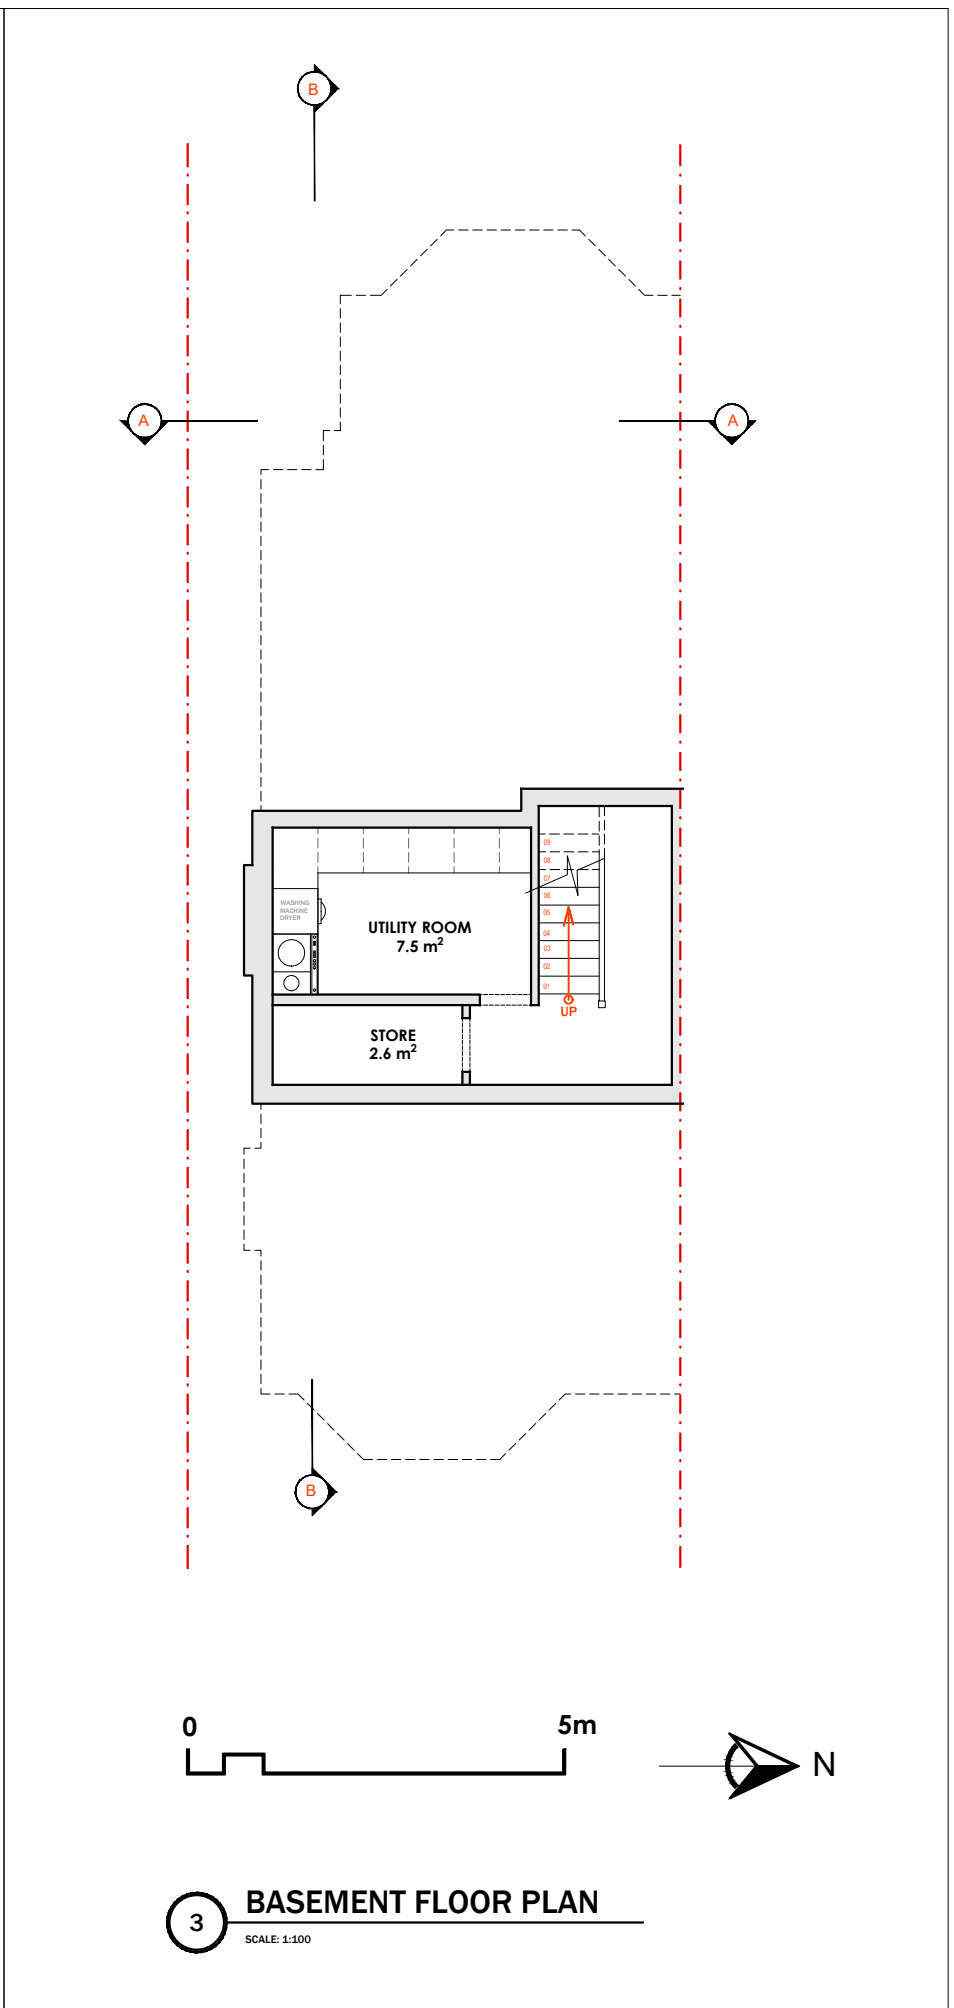 B
A
A
09
08
07
06
05
04
03
02
01
UP
WASHING
MACHINE
DRYER
UTILITY ROOM
7.5 m²
STORE
2.6 m²
B
0
5m
N
3
BASEMENT FLOOR PLAN
SCALE: 1:100